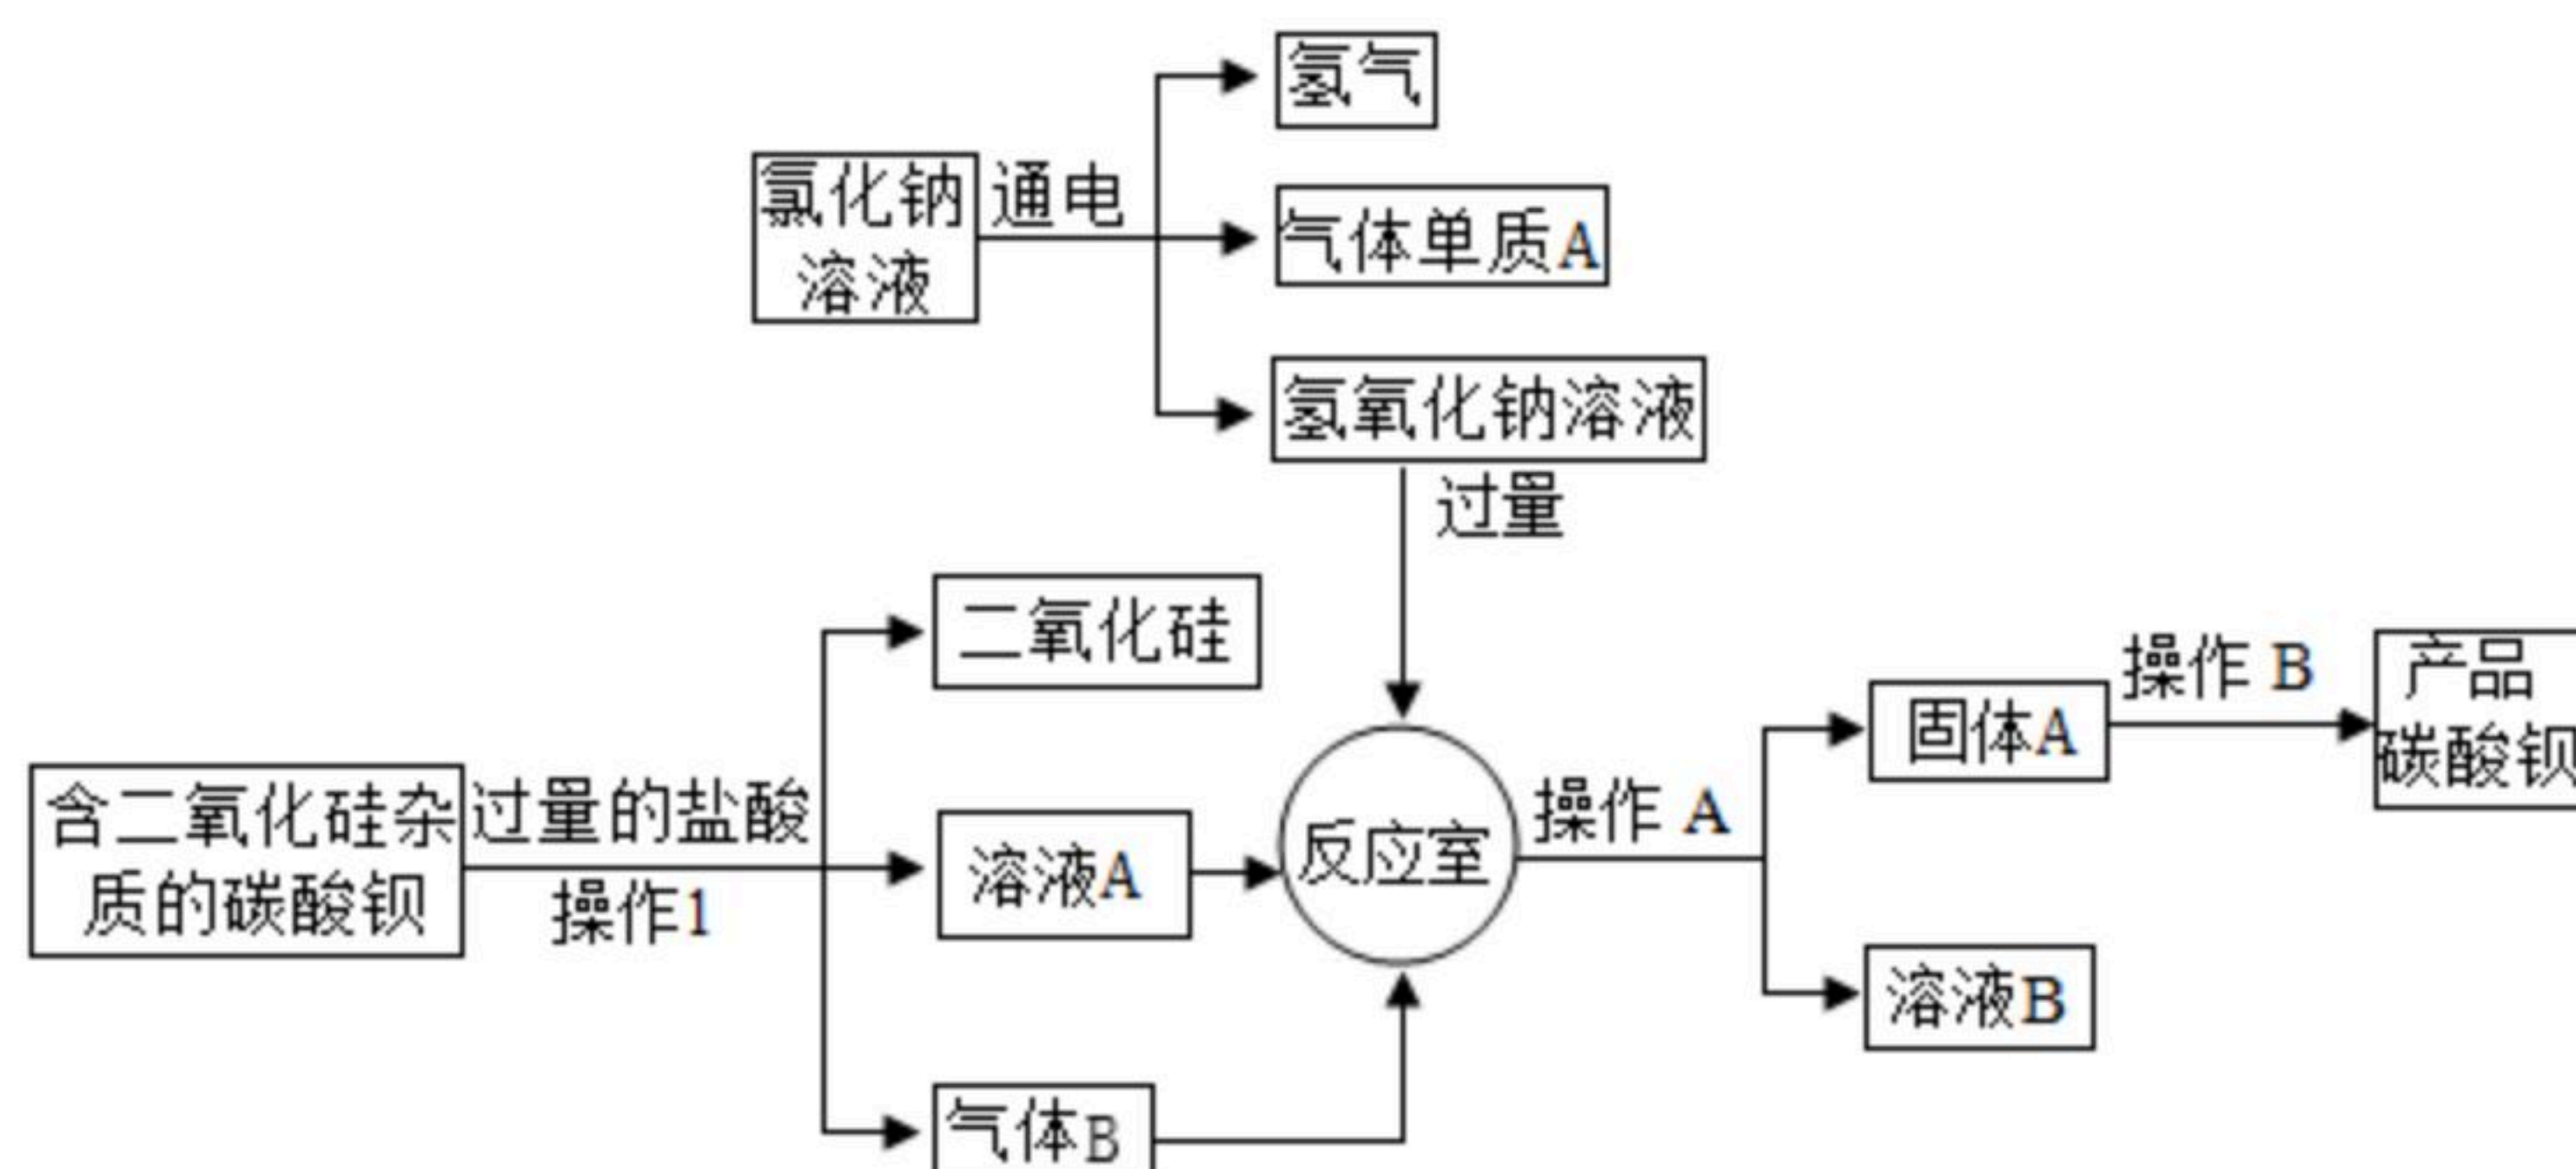 氢气
氯化钠
溶液
通电
气体单质A
氢氧化钠溶液
过量
二氧化硅
含二氧化硅杂
质的碳酸钡
过量的盐酸
操作1
溶液A
反应室
操作 A
固体A
操作 B
产品
碳酸钡
溶液B
气体B